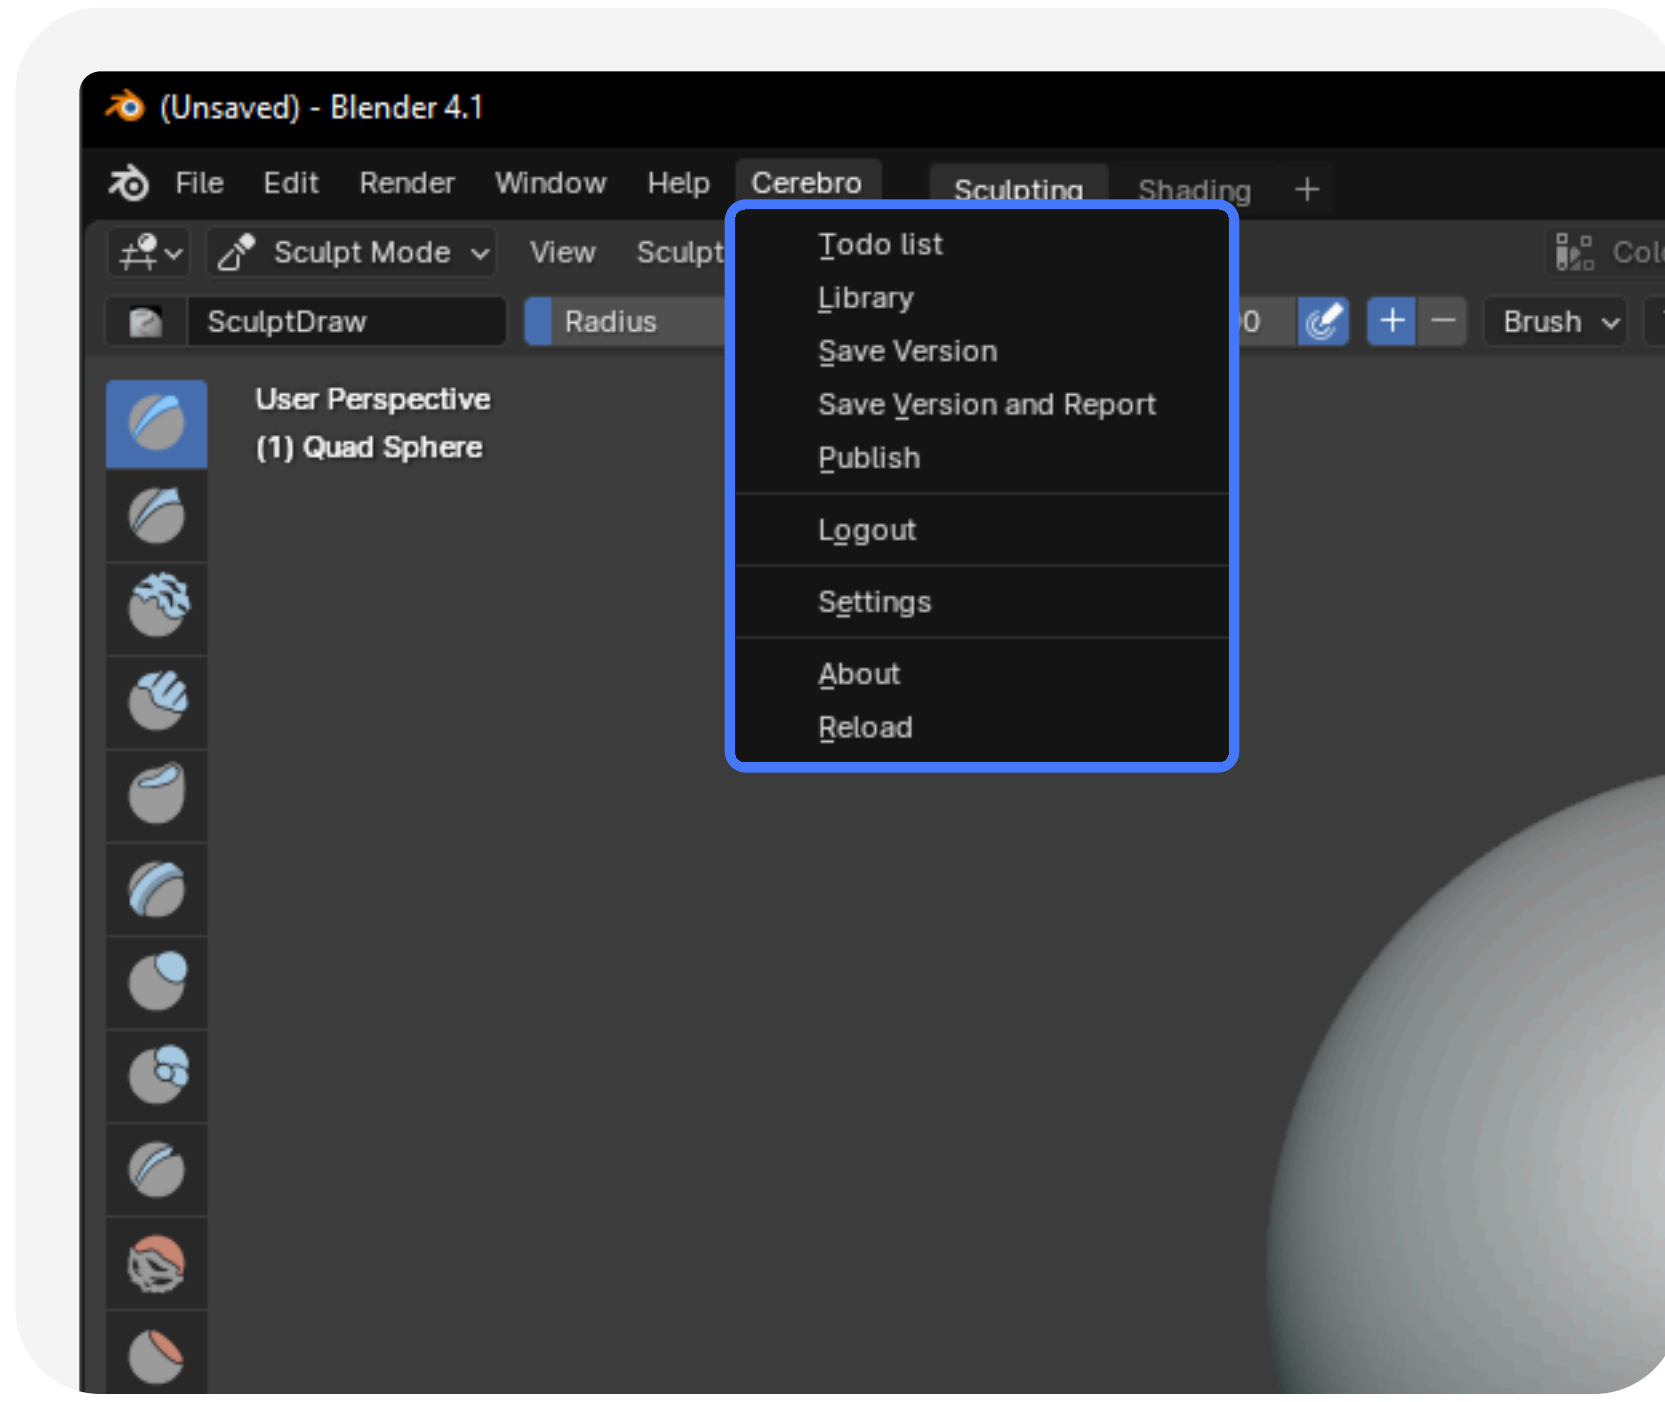 (Unsaved) - Blender 4.1
File Edit Render Window Help Cerebro Sculpting Shading +
Sculpt Mode View Sculpt
SculptDraw Radius + − Brush
User Perspective
(1) Quad Sphere
Todo list
Library
Save Version
Save Version and Report
Publish
Logout
Settings
About
Reload